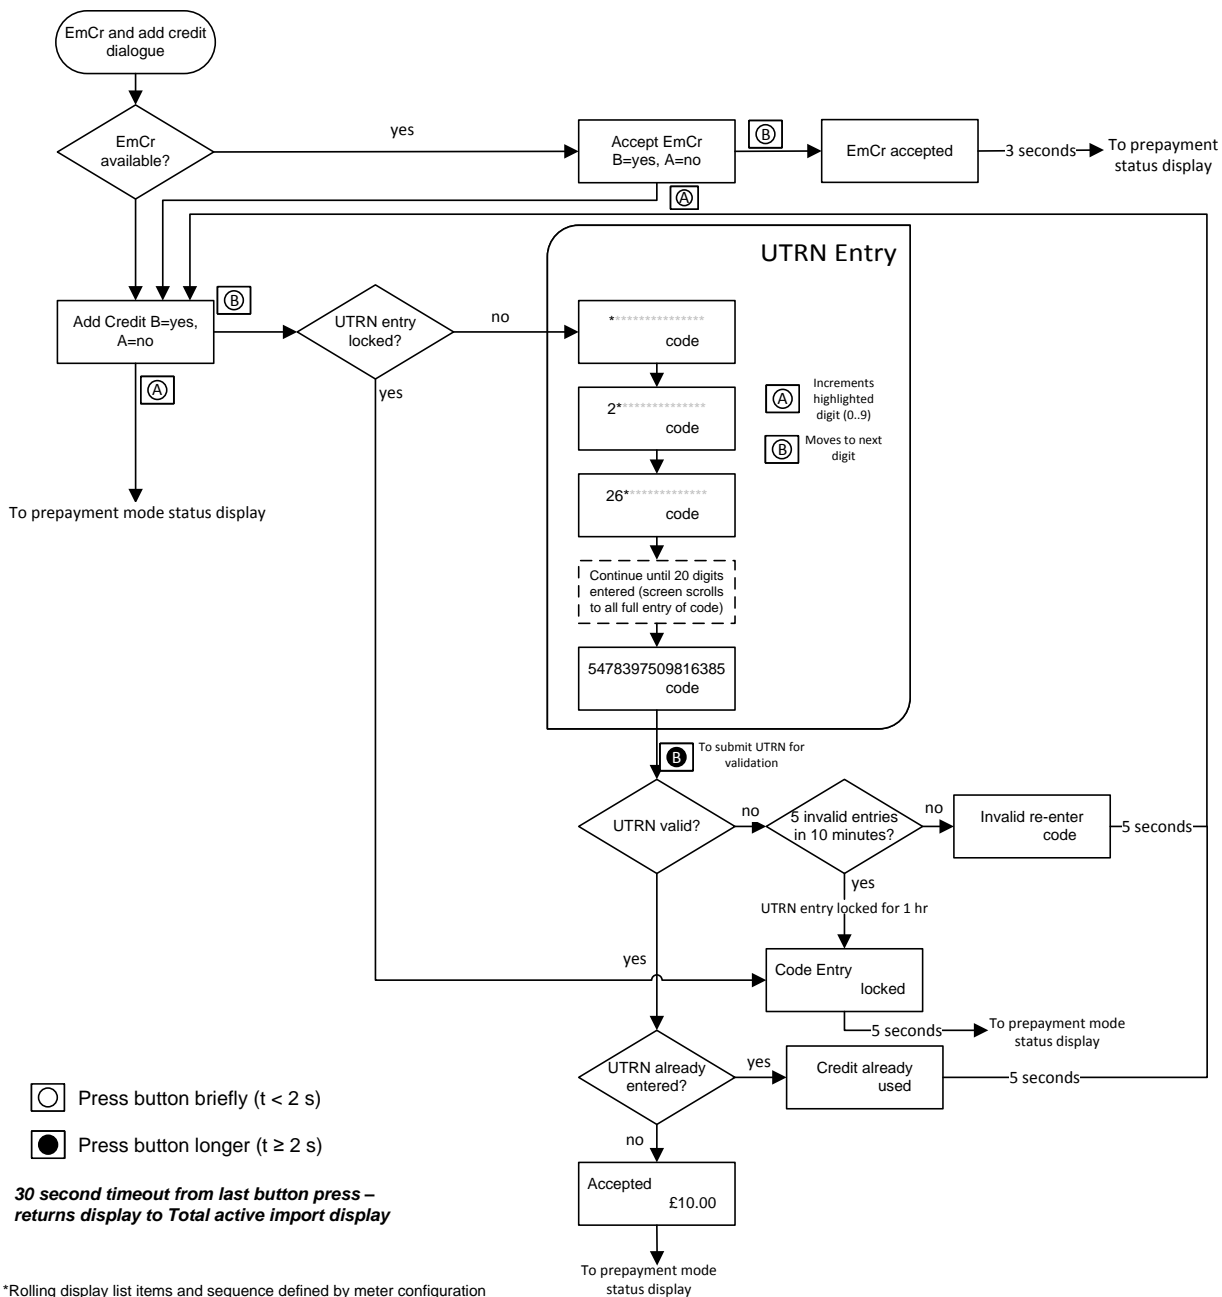 EmCr and add credit
dialogue
EmCr
available?
yes
Accept EmCr
B=yes, A=no
B
EmCr accepted
3 seconds
To prepayment
status display
A
UTRN Entry
Add Credit B=yes,
A=no
B
UTRN entry
locked?
no
yes
A
To prepayment mode status display
****************
code
2***************
code
26**************
code
A
Increments
highlighted
digit (0..9)
B
Moves to next
digit
Continue until 20 digits
entered (screen scrolls
to all full entry of code)
5478397509816385
code
B
To submit UTRN for
validation
UTRN valid?
no
5 invalid entries
in 10 minutes?
no
Invalid re-enter
code
5 seconds
yes
UTRN entry locked for 1 hr
yes
Code Entry
locked
5 seconds
To prepayment mode
status display
UTRN already
entered?
yes
Credit already
used
5 seconds
no
Accepted
£10.00
To prepayment mode
status display
Press button briefly (t < 2 s)
Press button longer (t ≥ 2 s)
30 second timeout from last button press –
returns display to Total active import display
*Rolling display list items and sequence defined by meter configuration